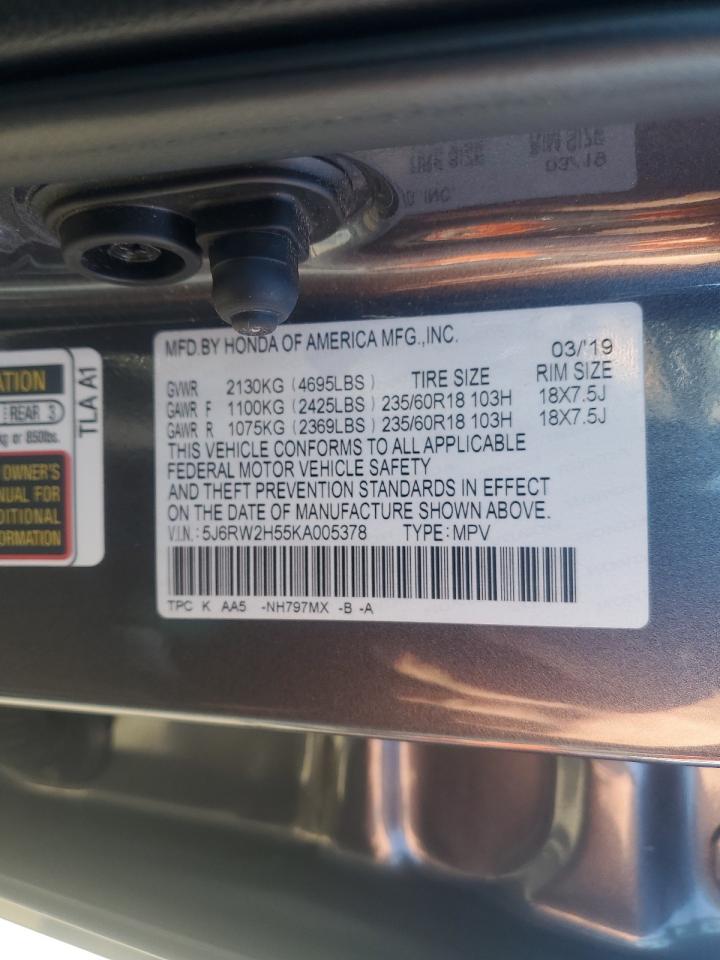 MFD.BY HONDA OF AMERICA MFG.,INC. 03/'19
GVWR 2130KG (4695LBS) TIRE SIZE RIM SIZE
GAWR F 1100KG (2425LBS) 235/60R18 103H 18X7.5J
GAWR R 1075KG (2369LBS) 235/60R18 103H 18X7.5J
THIS VEHICLE CONFORMS TO ALL APPLICABLE
FEDERAL MOTOR VEHICLE SAFETY
AND THEFT PREVENTION STANDARDS IN EFFECT
ON THE DATE OF MANUFACTURE SHOWN ABOVE.
V.I.N.: 5J6RW2H55KA005378 TYPE: MPV
TPC K AA5 -NH797MX -B -A
ATION
REAR 3
kg or 850lbs.
OWNER'S
NUAL FOR
DITIONAL
ORMATION
TLA A1